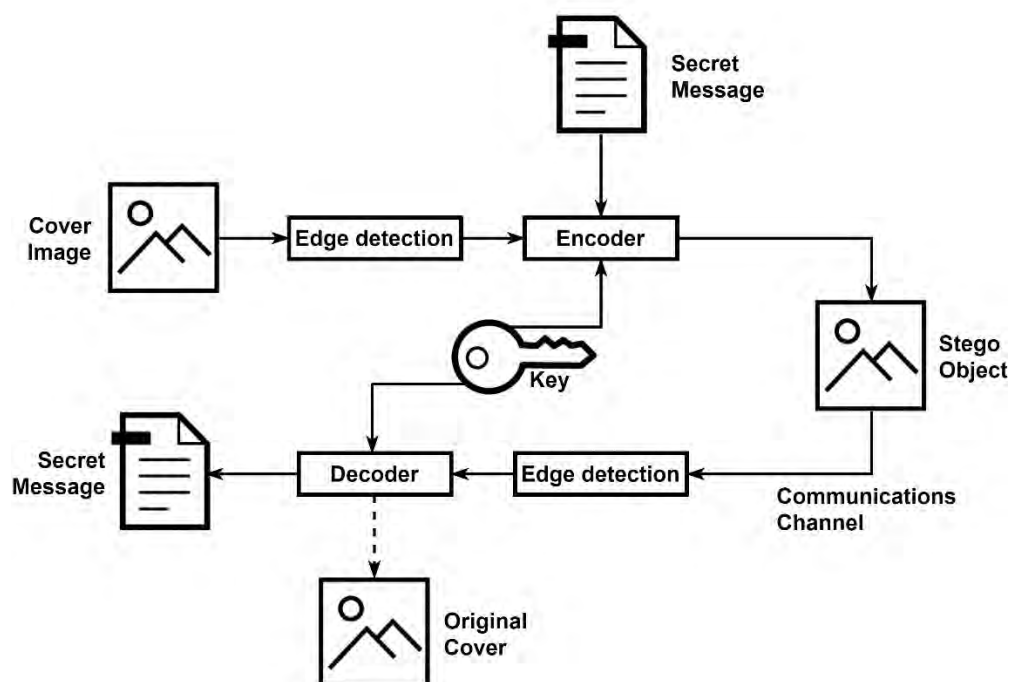 Secret
Message
Cover
Image
Edge detection
Encoder
Key
Stego
Object
Secret
Message
Decoder
Edge detection
Communications
Channel
Original
Cover